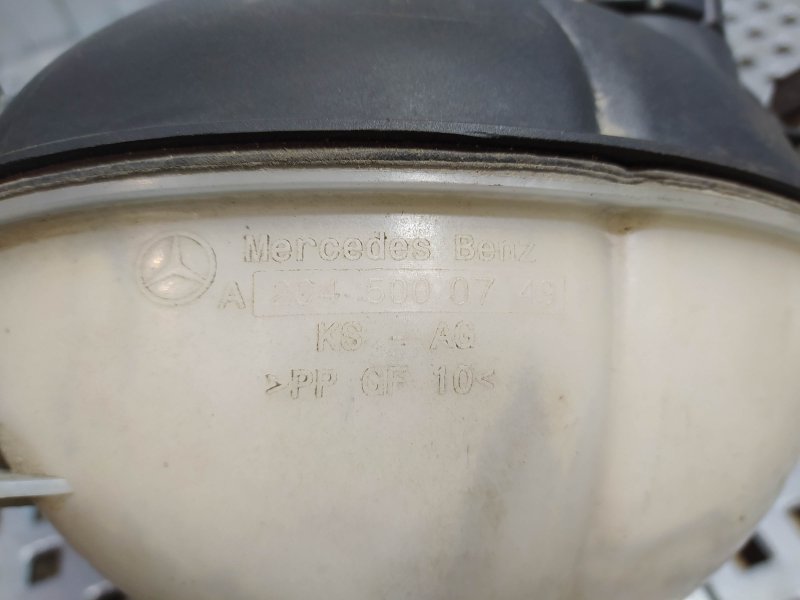 Mercedes Benz
A 204 500 07 49
KS - AG
>PP GF 10<